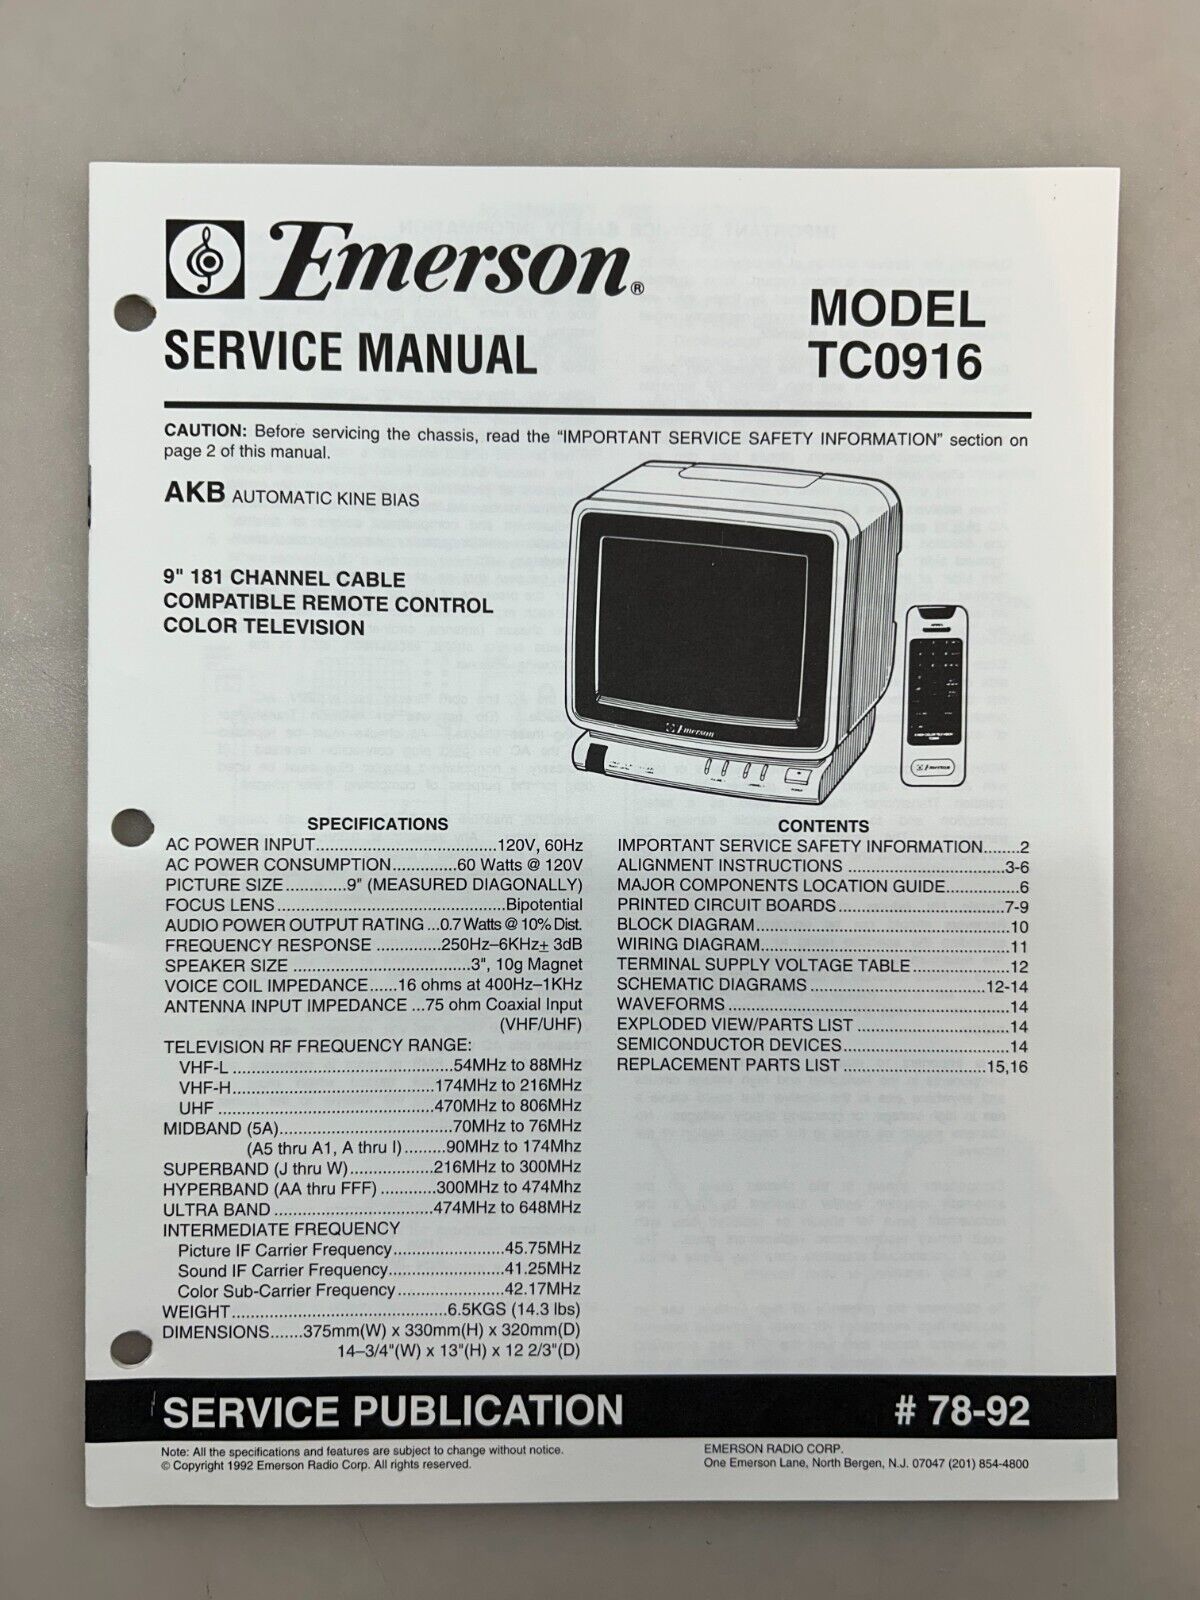 Emerson®
SERVICE MANUAL
MODEL
TC0916
CAUTION: Before servicing the chassis, read the “IMPORTANT SERVICE SAFETY INFORMATION” section on
page 2 of this manual.
AKB AUTOMATIC KINE BIAS
9" 181 CHANNEL CABLE
COMPATIBLE REMOTE CONTROL
COLOR TELEVISION
Emerson
Emerson
SPECIFICATIONS
AC POWER INPUT......120V, 60Hz
AC POWER CONSUMPTION......60 Watts @ 120V
PICTURE SIZE......9" (MEASURED DIAGONALLY)
FOCUS LENS......Bipotential
AUDIO POWER OUTPUT RATING ...0.7 Watts @ 10% Dist.
FREQUENCY RESPONSE ......250Hz–6KHz± 3dB
SPEAKER SIZE ......3", 10g Magnet
VOICE COIL IMPEDANCE......16 ohms at 400Hz–1KHz
ANTENNA INPUT IMPEDANCE ...75 ohm Coaxial Input
(VHF/UHF)
TELEVISION RF FREQUENCY RANGE:
VHF-L ......54MHz to 88MHz
VHF-H......174MHz to 216MHz
UHF ......470MHz to 806MHz
MIDBAND (5A)......70MHz to 76MHz
(A5 thru A1, A thru I)......90MHz to 174Mhz
SUPERBAND (J thru W)......216MHz to 300MHz
HYPERBAND (AA thru FFF) ......300MHz to 474Mhz
ULTRA BAND ......474MHz to 648MHz
INTERMEDIATE FREQUENCY
Picture IF Carrier Frequency......45.75MHz
Sound IF Carrier Frequency......41.25MHz
Color Sub-Carrier Frequency......42.17MHz
WEIGHT......6.5KGS (14.3 lbs)
DIMENSIONS.......375mm(W) x 330mm(H) x 320mm(D)
14–3/4"(W) x 13"(H) x 12 2/3"(D)
CONTENTS
IMPORTANT SERVICE SAFETY INFORMATION......2
ALIGNMENT INSTRUCTIONS ......3-6
MAJOR COMPONENTS LOCATION GUIDE......6
PRINTED CIRCUIT BOARDS......7-9
BLOCK DIAGRAM......10
WIRING DIAGRAM......11
TERMINAL SUPPLY VOLTAGE TABLE......12
SCHEMATIC DIAGRAMS......12-14
WAVEFORMS ......14
EXPLODED VIEW/PARTS LIST ......14
SEMICONDUCTOR DEVICES......14
REPLACEMENT PARTS LIST ......15,16
SERVICE PUBLICATION # 78-92
Note: All the specifications and features are subject to change without notice.
© Copyright 1992 Emerson Radio Corp. All rights reserved.
EMERSON RADIO CORP.
One Emerson Lane, North Bergen, N.J. 07047 (201) 854-4800